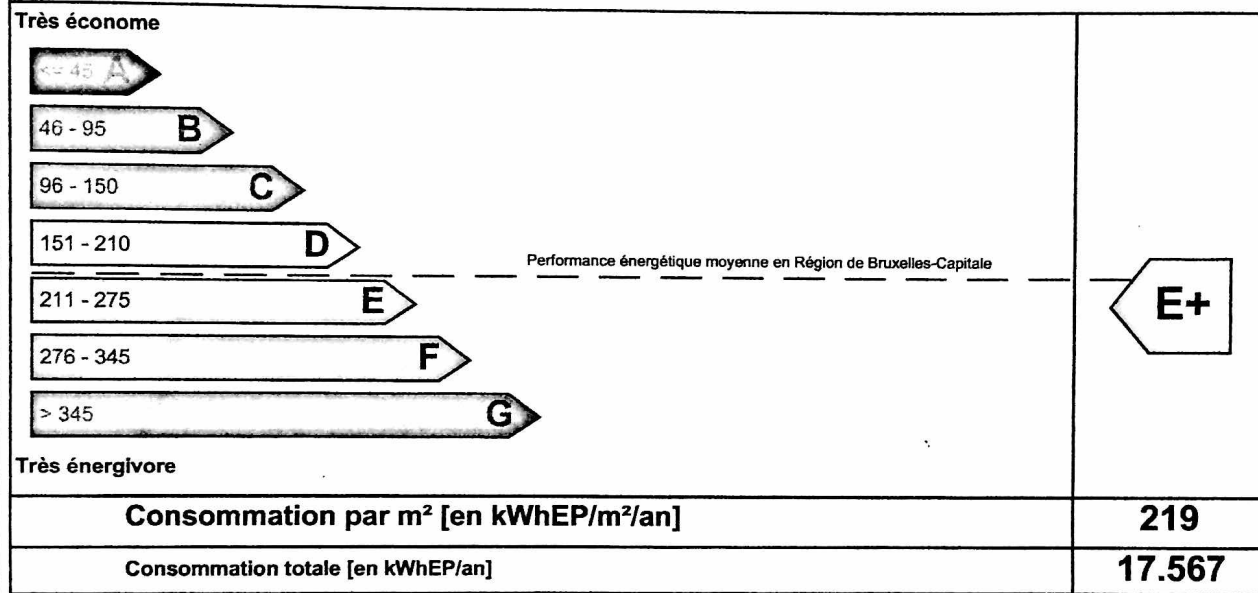 Très économe
<= 45 A
46 - 95 B
96 - 150 C
151 - 210 D
Performance énergétique moyenne en Région de Bruxelles-Capitale
211 - 275 E
E+
276 - 345 F
> 345 G
Très énergivore
Consommation par m² [en kWhEP/m²/an] 219
Consommation totale [en kWhEP/an] 17.567